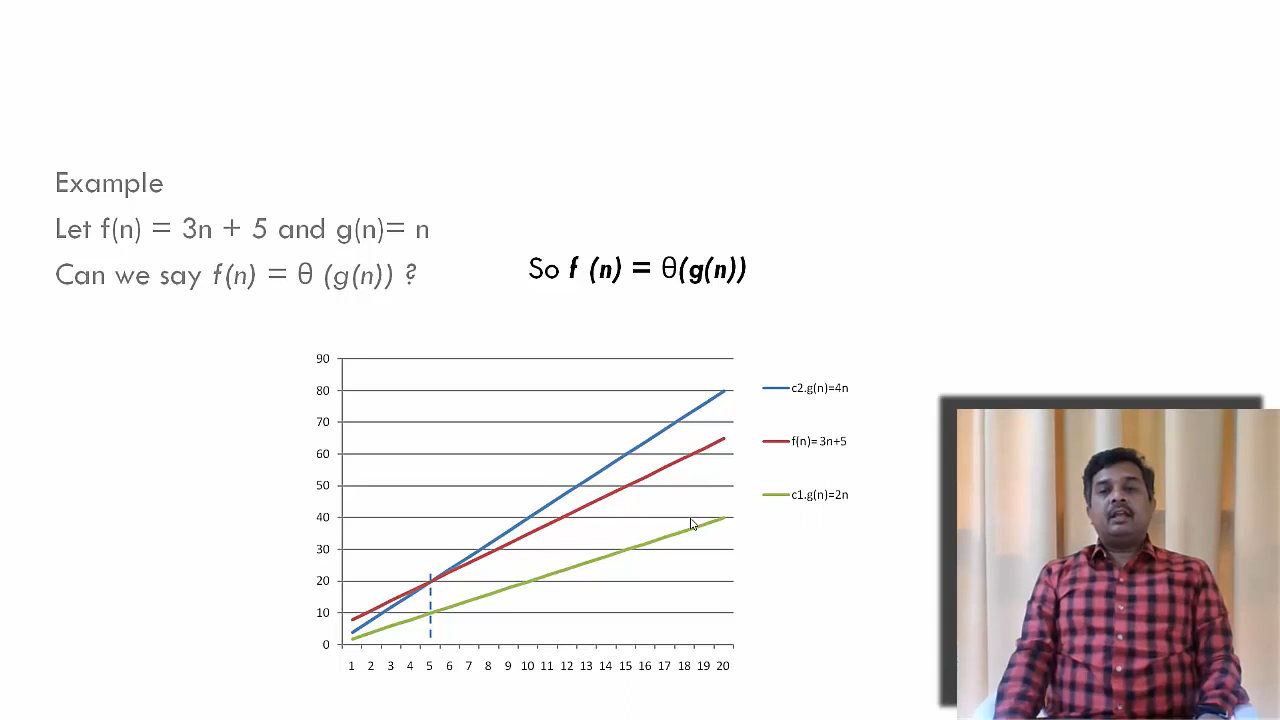 Example
Let f(n) = 3n + 5 and g(n)= n
Can we say f(n) = θ (g(n)) ?
So f (n) = θ(g(n))
90
80
70
60
50
40
30
20
10
0
1 2 3 4 5 6 7 8 9 10 11 12 13 14 15 16 17 18 19 20
c2.g(n)=4n
f(n)=3n+5
c1.g(n)=2n